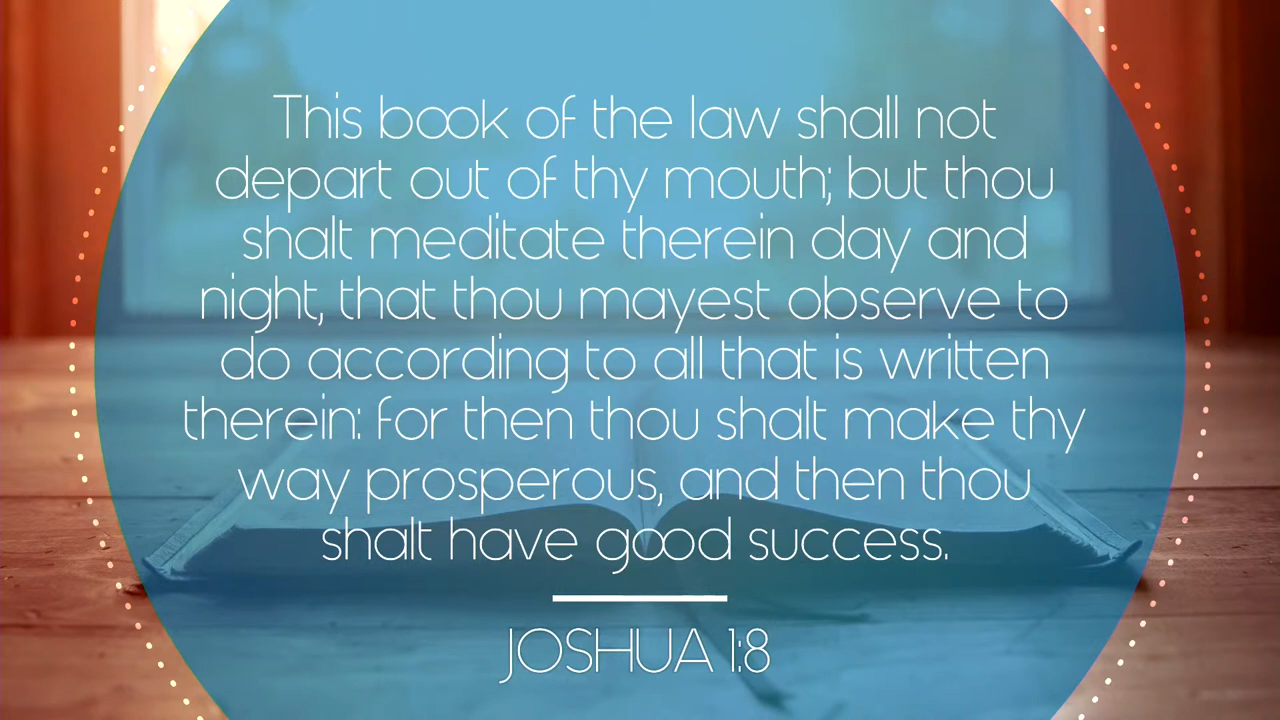 This book of the law shall not
depart out of thy mouth; but thou
shalt meditate therein day and
night, that thou mayest observe to
do according to all that is written
therein: for then thou shalt make thy
way prosperous, and then thou
shalt have good success.
JOSHUA 1:8